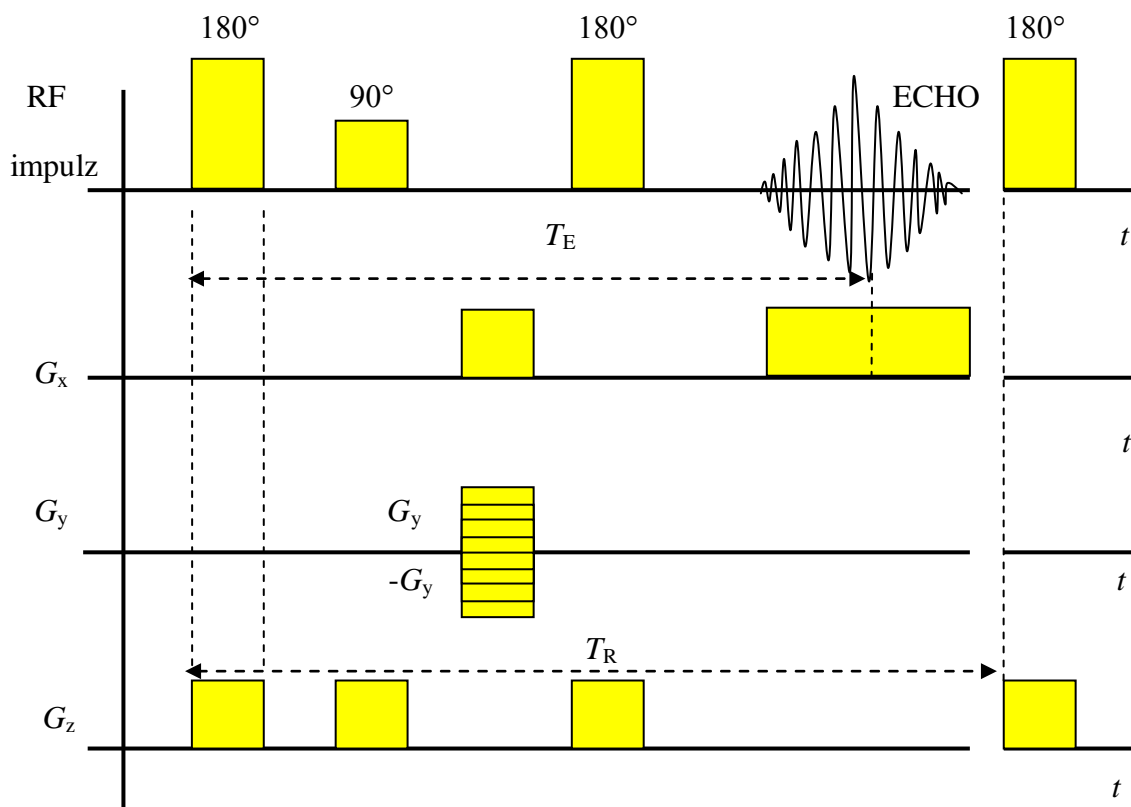 180°
180°
180°
RF
90°
ECHO
impulz
T_E
t
G_x
t
G_y
G_y
-G_y
t
T_R
G_z
t